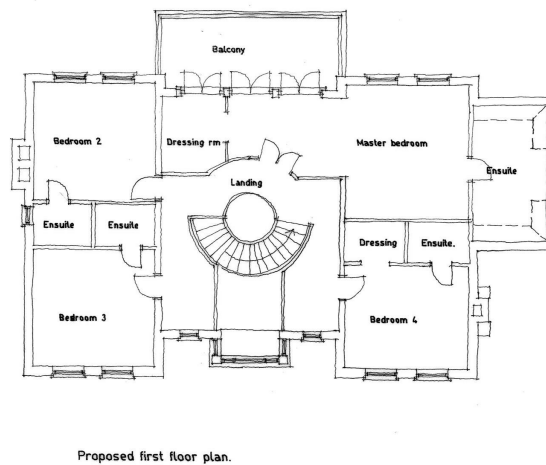 Balcony
Bedroom 2
Dressing rm
Master bedroom
Ensuite
Landing
Ensuite
Ensuite
Dressing
Ensuite.
Bedroom 3
Bedroom 4
Proposed first floor plan.